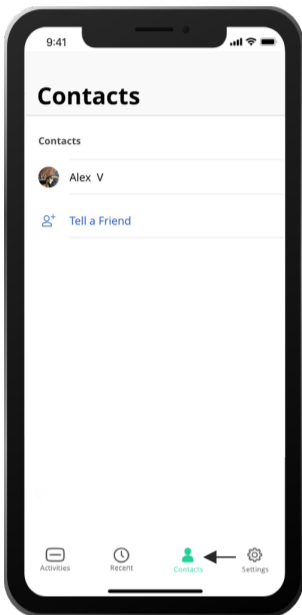 9:41
Contacts
Contacts
Alex V
Tell a Friend
Activities Recent Contacts Settings